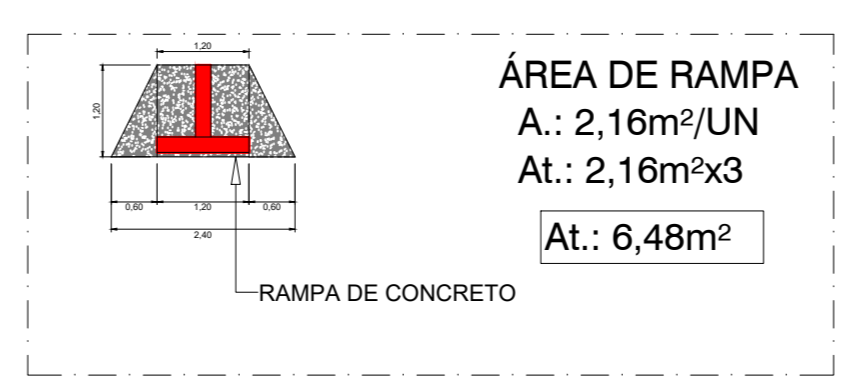 1,20
1,20
0,60
1,20
0,60
2,40
RAMPA DE CONCRETO
ÁREA DE RAMPA
A.: 2,16m²/UN
At.: 2,16m²x3
At.: 6,48m²